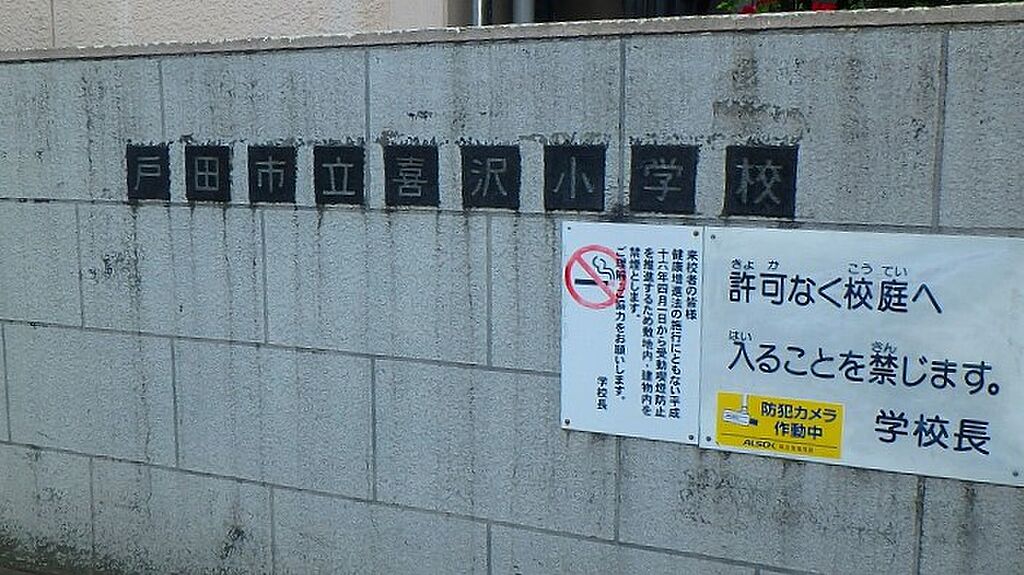 戸田市立喜沢小学校
来校者の皆様
健康増進法の施行にともない平成
十六年四月一日から受動喫煙防止
を推進するため敷地内・建物内を
禁煙とします。
ご理解ご協力をお願いします。
学校長
きょ か こう てい
許可なく校庭へ
はい きん
入ることを禁じます。
学校長
防犯カメラ
作動中
ALSOK